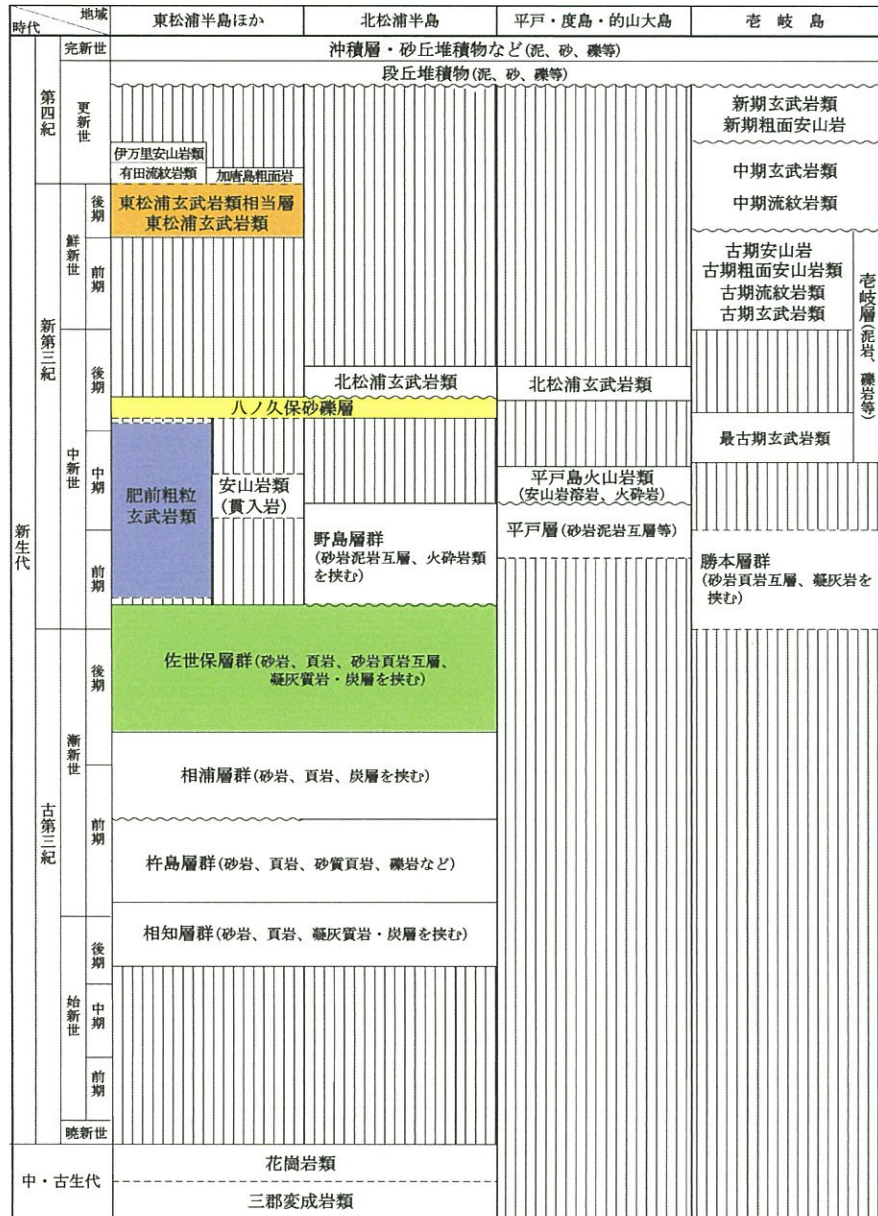 地域
時代
東松浦半島ほか
北松浦半島
平戸・度島・的山大島
壱岐島
完新世
沖積層・砂丘堆積物など(泥、砂、礫等)
段丘堆積物(泥、砂、礫等)
第四紀
更新世
伊万里安山岩類
有田流紋岩類
加唐島粗面岩
新期玄武岩類
新期粗面安山岩
中期玄武岩類
中期流紋岩類
新生代
新第三紀
鮮新世
後期
東松浦玄武岩類相当層
東松浦玄武岩類
前期
古期安山岩
古期粗面安山岩類
古期流紋岩類
古期玄武岩類
壱岐層(泥岩、礫岩等)
中新世
後期
北松浦玄武岩類
北松浦玄武岩類
八ノ久保砂礫層
最古期玄武岩類
中期
肥前粗粒
玄武岩類
安山岩類
(貫入岩)
平戸島火山岩類
(安山岩溶岩、火砕岩)
平戸層(砂岩泥岩互層等)
前期
野島層群
(砂岩泥岩互層、火砕岩類
を挟む)
勝本層群
(砂岩頁岩互層、凝灰岩を
挟む)
古第三紀
漸新世
後期
佐世保層群(砂岩、頁岩、砂岩頁岩互層、
凝灰質岩・炭層を挟む)
相浦層群(砂岩、頁岩、炭層を挟む)
前期
杵島層群(砂岩、頁岩、砂質頁岩、礫岩など)
始新世
後期
相知層群(砂岩、頁岩、凝灰質岩・炭層を挟む)
中期
前期
暁新世
中・古生代
花崗岩類
三郡変成岩類